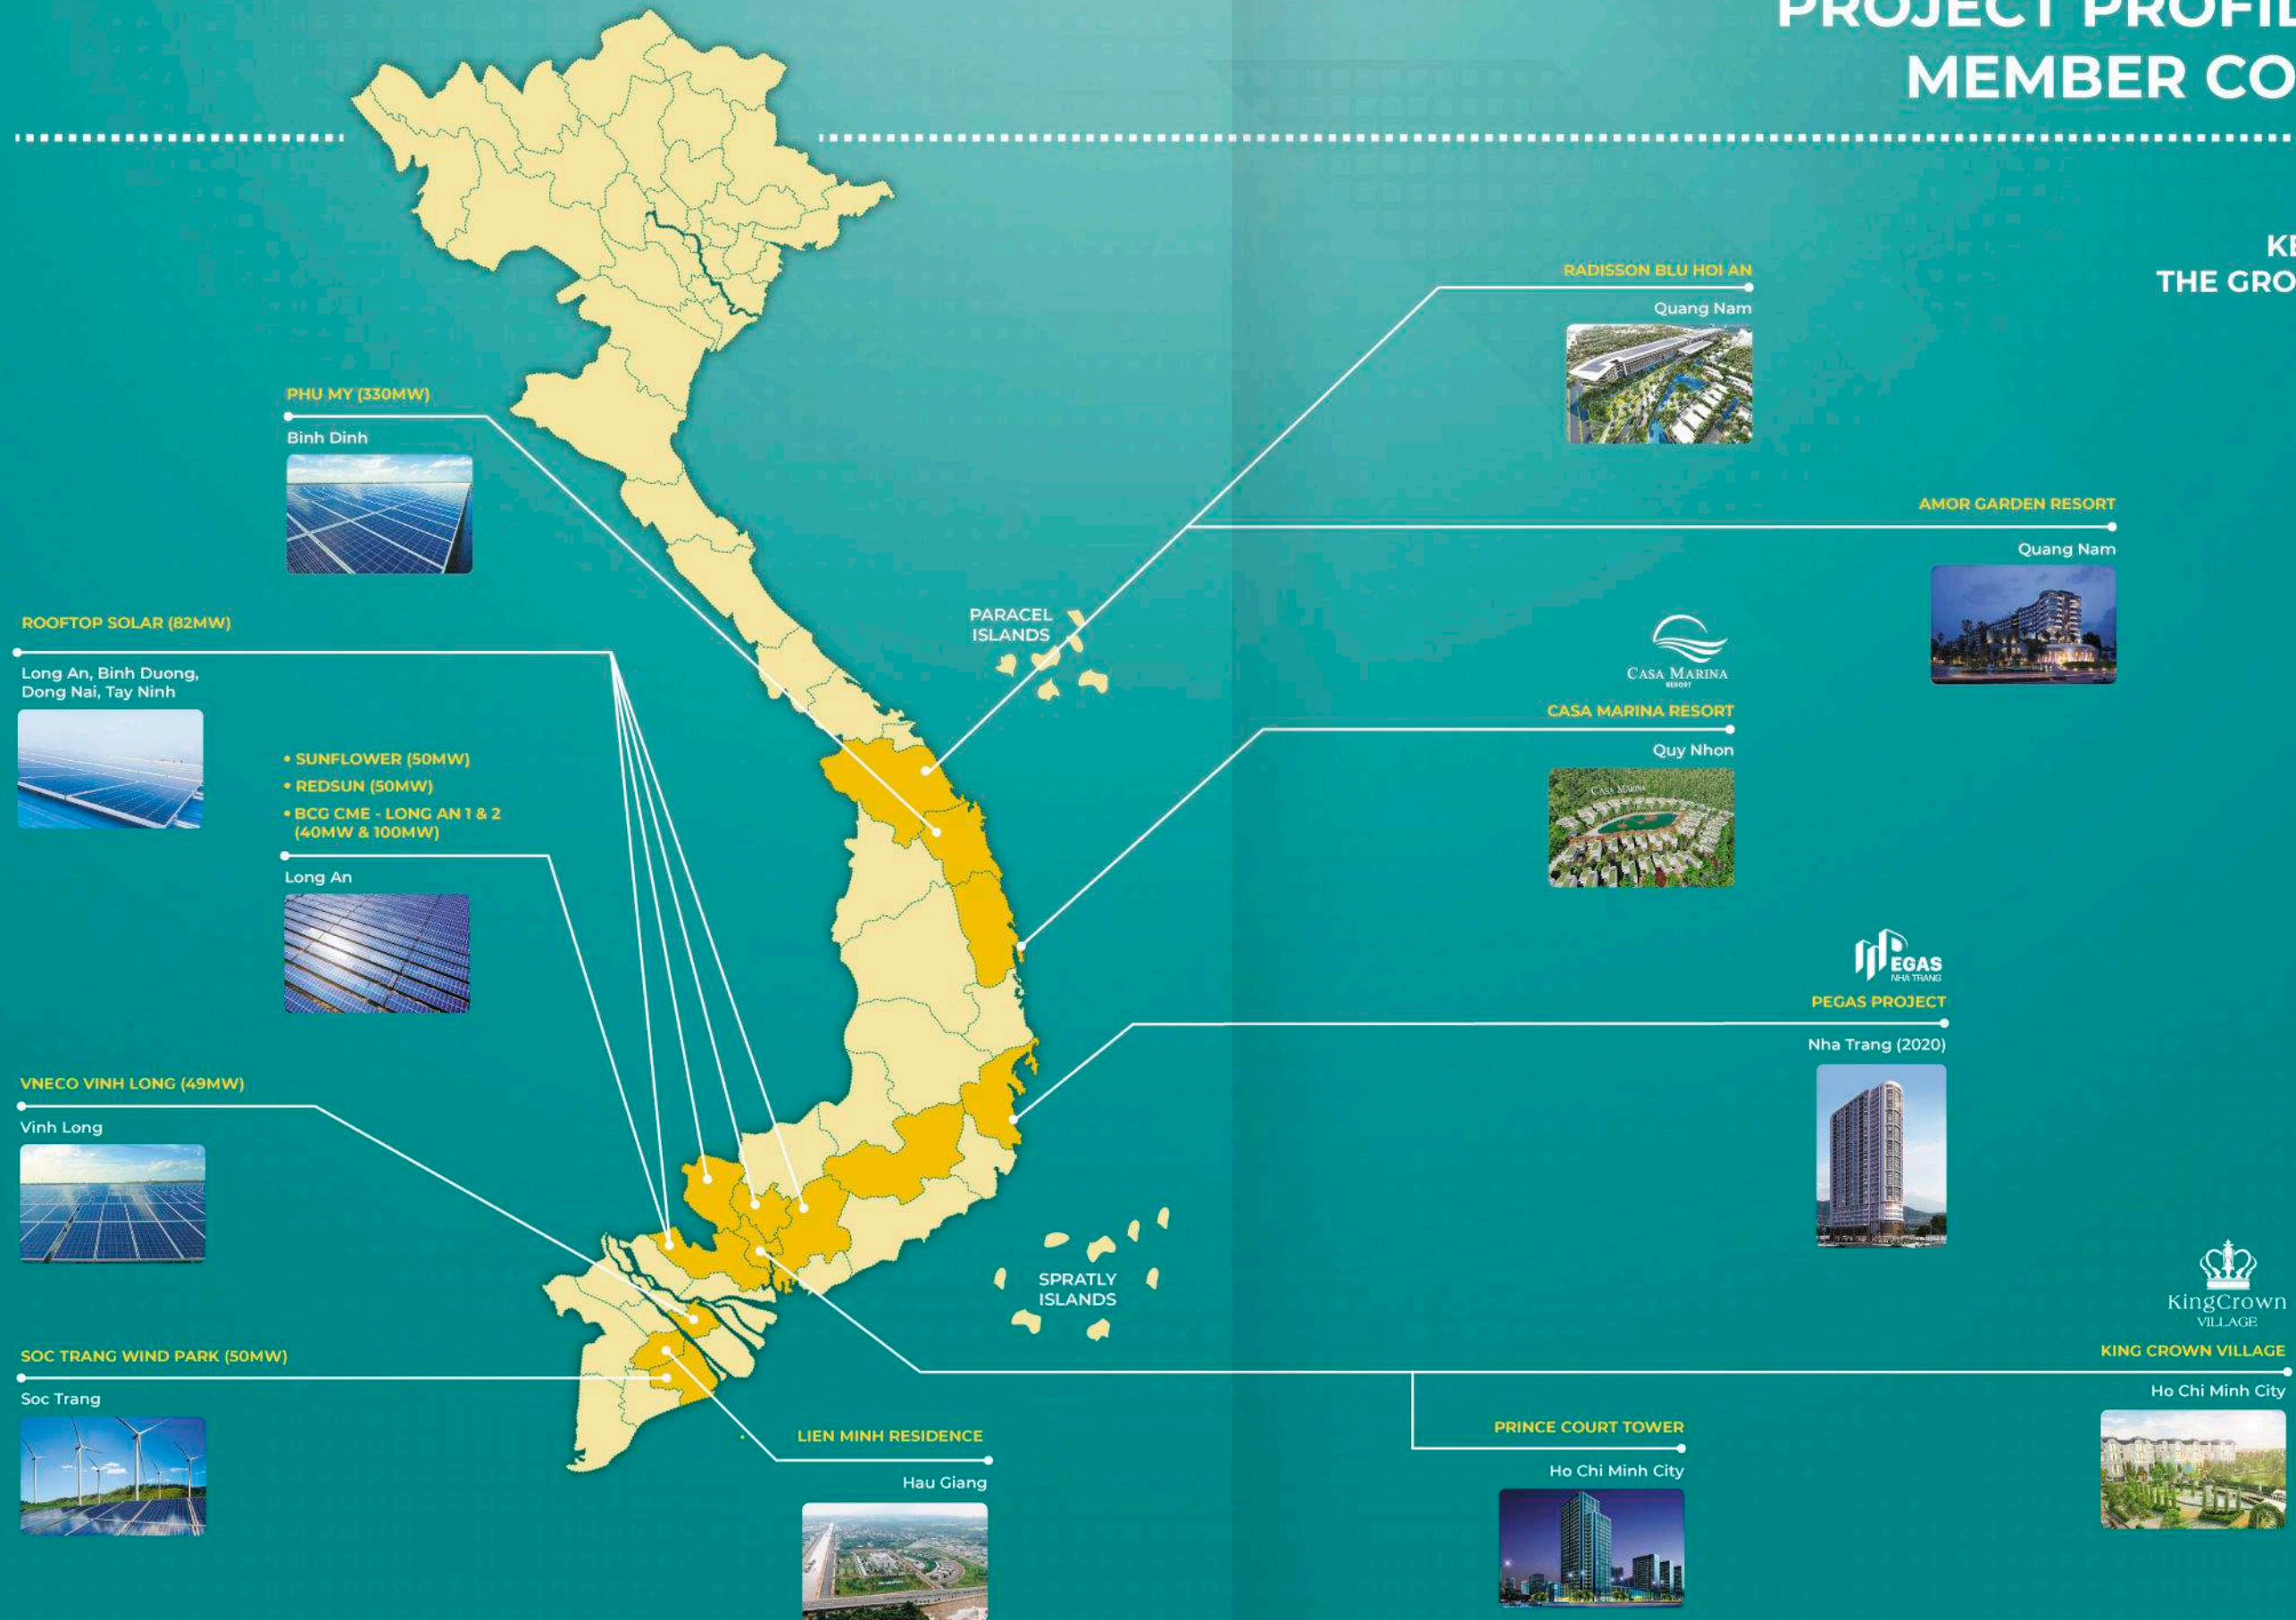 PROJECT PROFIL
MEMBER CO
KE
THE GRO
RADISSON BLU HOI AN
Quang Nam
PHU MY (330MW)
Binh Dinh
AMOR GARDEN RESORT
Quang Nam
ROOFTOP SOLAR (82MW)
Long An, Binh Duong,
Dong Nai, Tay Ninh
PARACEL
ISLANDS
CASA MARINA
RESORT
CASA MARINA RESORT
Quy Nhon
CASA MARINA
• SUNFLOWER (50MW)
• REDSUN (50MW)
• BCG CME - LONG AN 1 & 2
(40MW & 100MW)
Long An
PEGAS
NHA TRANG
PEGAS PROJECT
Nha Trang (2020)
VNECO VINH LONG (49MW)
Vinh Long
SPRATLY
ISLANDS
KingCrown
VILLAGE
KING CROWN VILLAGE
Ho Chi Minh City
SOC TRANG WIND PARK (50MW)
Soc Trang
LIEN MINH RESIDENCE
Hau Giang
PRINCE COURT TOWER
Ho Chi Minh City